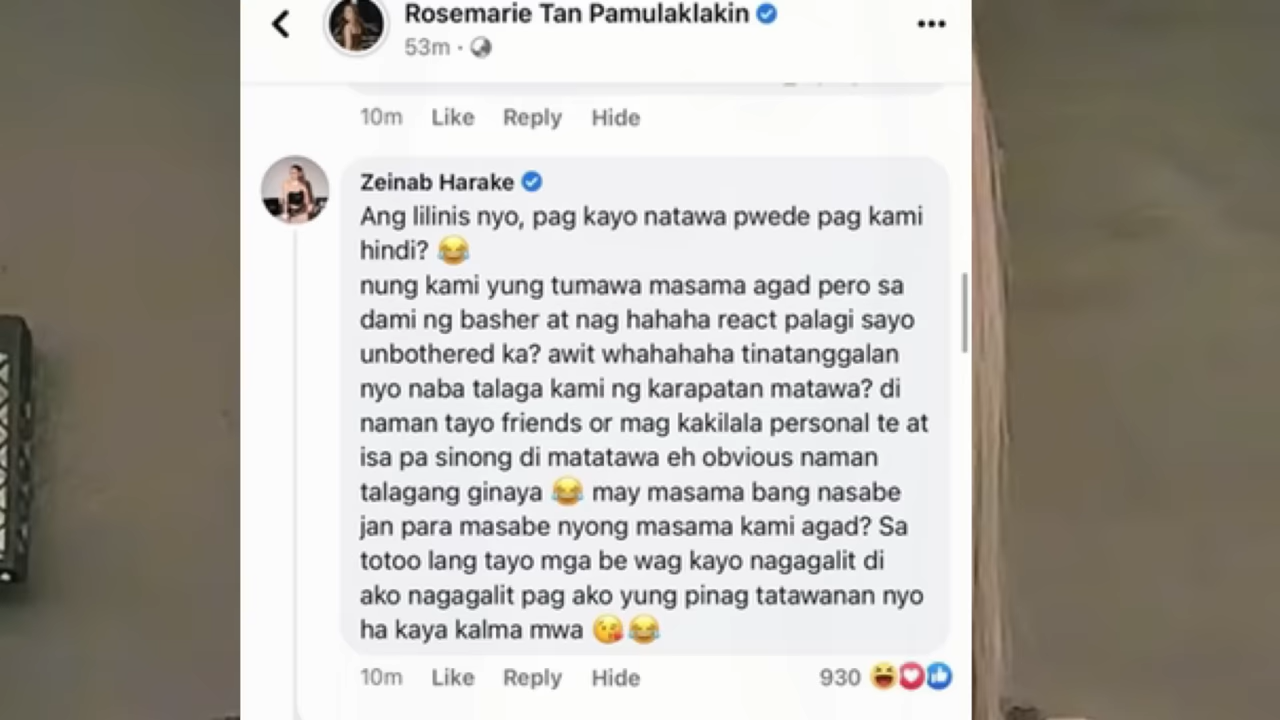 Rosemarie Tan Pamulaklakin
53m ·
10m Like Reply Hide
Zeinab Harake
Ang lilinis nyo, pag kayo natawa pwede pag kami
hindi? 😂
nung kami yung tumawa masama agad pero sa
dami ng basher at nag hahaha react palagi sayo
unbothered ka? awit whahahaha tinatanggalan
nyo naba talaga kami ng karapatan matawa? di
naman tayo friends or mag kakilala personal te at
isa pa sinong di matatawa eh obvious naman
talagang ginaya 😂 may masama bang nasabe
jan para masabe nyong masama kami agad? Sa
totoo lang tayo mga be wag kayo nagagalit di
ako nagagalit pag ako yung pinag tatawanan nyo
ha kaya kalma mwa 😘😂
10m Like Reply Hide 930